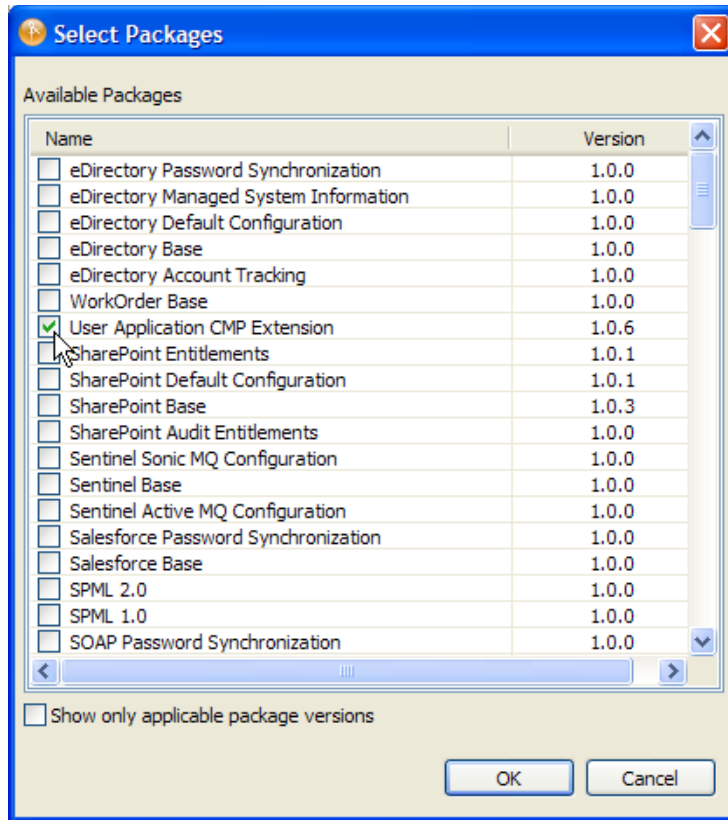 Select Packages
Available Packages
Name Version
eDirectory Password Synchronization 1.0.0
eDirectory Managed System Information 1.0.0
eDirectory Default Configuration 1.0.0
eDirectory Base 1.0.0
eDirectory Account Tracking 1.0.0
WorkOrder Base 1.0.0
User Application CMP Extension 1.0.6
SharePoint Entitlements 1.0.1
SharePoint Default Configuration 1.0.1
SharePoint Base 1.0.3
SharePoint Audit Entitlements 1.0.0
Sentinel Sonic MQ Configuration 1.0.0
Sentinel Base 1.0.0
Sentinel Active MQ Configuration 1.0.0
Salesforce Password Synchronization 1.0.0
Salesforce Base 1.0.0
SPML 2.0 1.0.0
SPML 1.0 1.0.0
SOAP Password Synchronization 1.0.0
Show only applicable package versions
OK Cancel